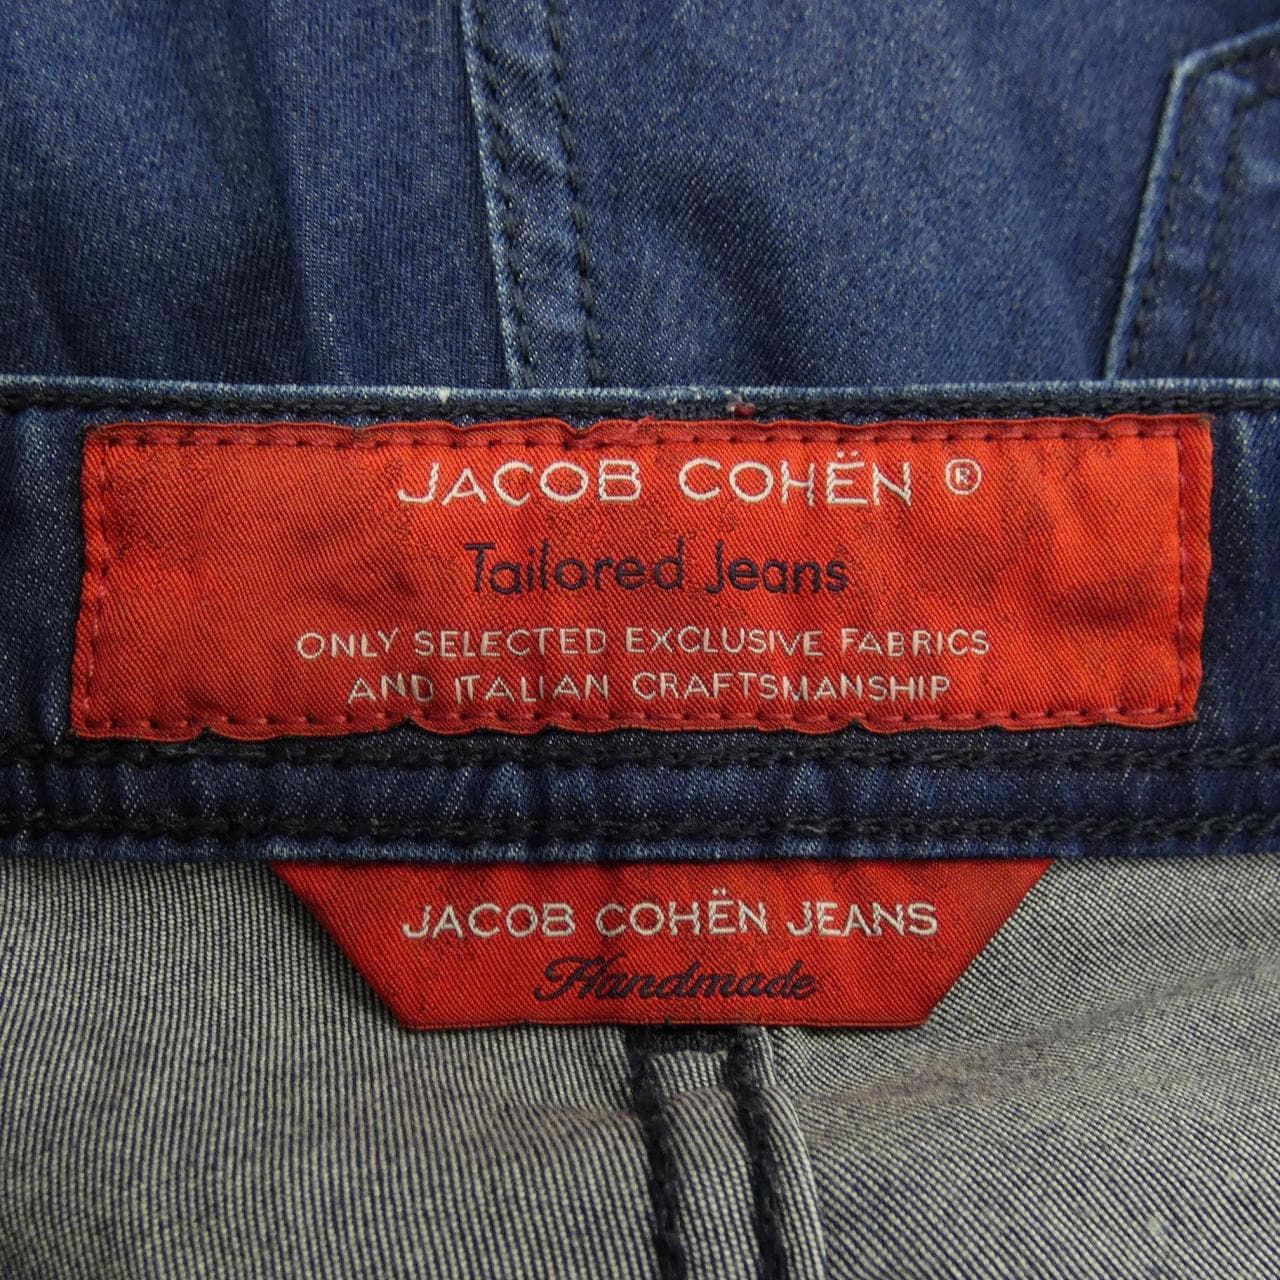 JACOB COHËN ®
Tailored Jeans
ONLY SELECTED EXCLUSIVE FABRICS
AND ITALIAN CRAFTSMANSHIP
JACOB COHËN JEANS
Handmade